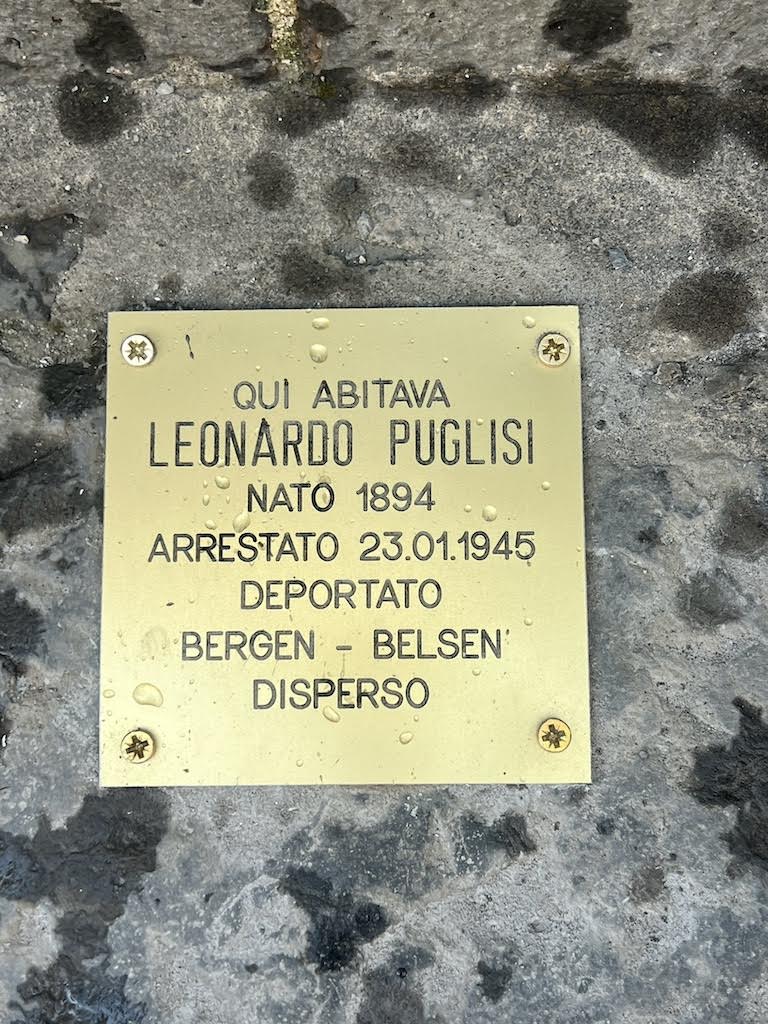 QUI ABITAVA
LEONARDO PUGLISI
NATO 1894
ARRESTATO 23.01.1945
DEPORTATO
BERGEN - BELSEN
DISPERSO